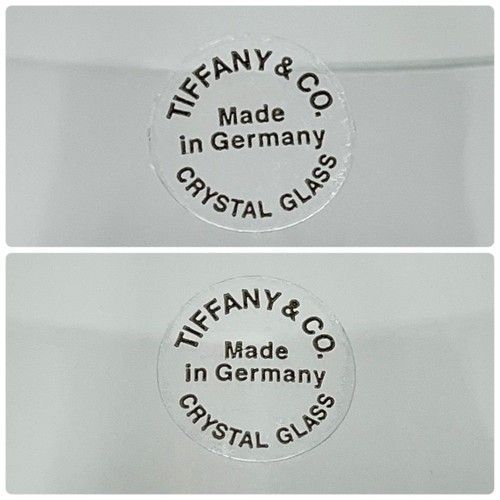 TIFFANY & CO.
Made
in Germany
CRYSTAL GLASS
TIFFANY & CO.
Made
in Germany
CRYSTAL GLASS